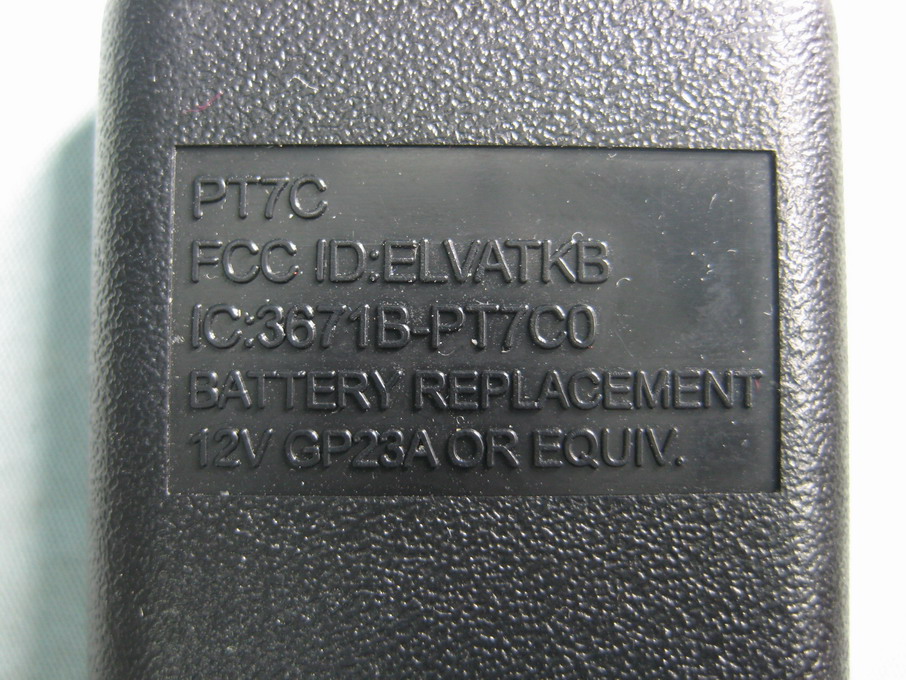 PT7C
FCC ID:ELVATKB
IC:3671B-PT7C0
BATTERY REPLACEMENT
12V GP23A OR EQUIV.